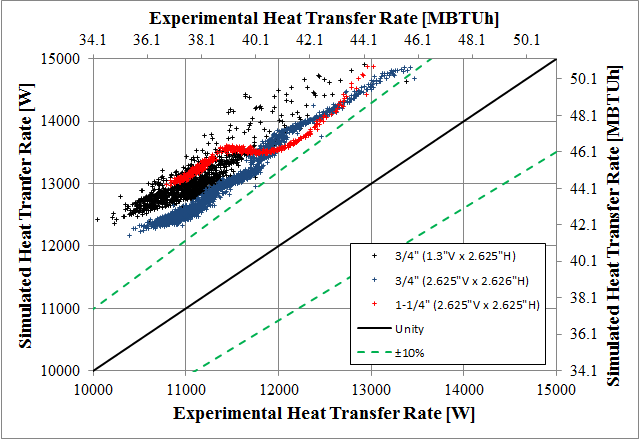 Experimental Heat Transfer Rate [MBTUh]
34.1 36.1 38.1 40.1 42.1 44.1 46.1 48.1 50.1
15000
14000
13000
12000
11000
10000
Simulated Heat Tranfer Rate [W]
50.1
48.1
46.1
44.1
42.1
40.1
38.1
36.1
34.1
Simulated Heat Transfer Rate [MBTUh]
3/4" (1.3"V x 2.625"H)
3/4" (2.625"V x 2.626"H)
1-1/4" (2.625"V x 2.625"H)
Unity
±10%
10000 11000 12000 13000 14000 15000
Experimental Heat Transfer Rate [W]